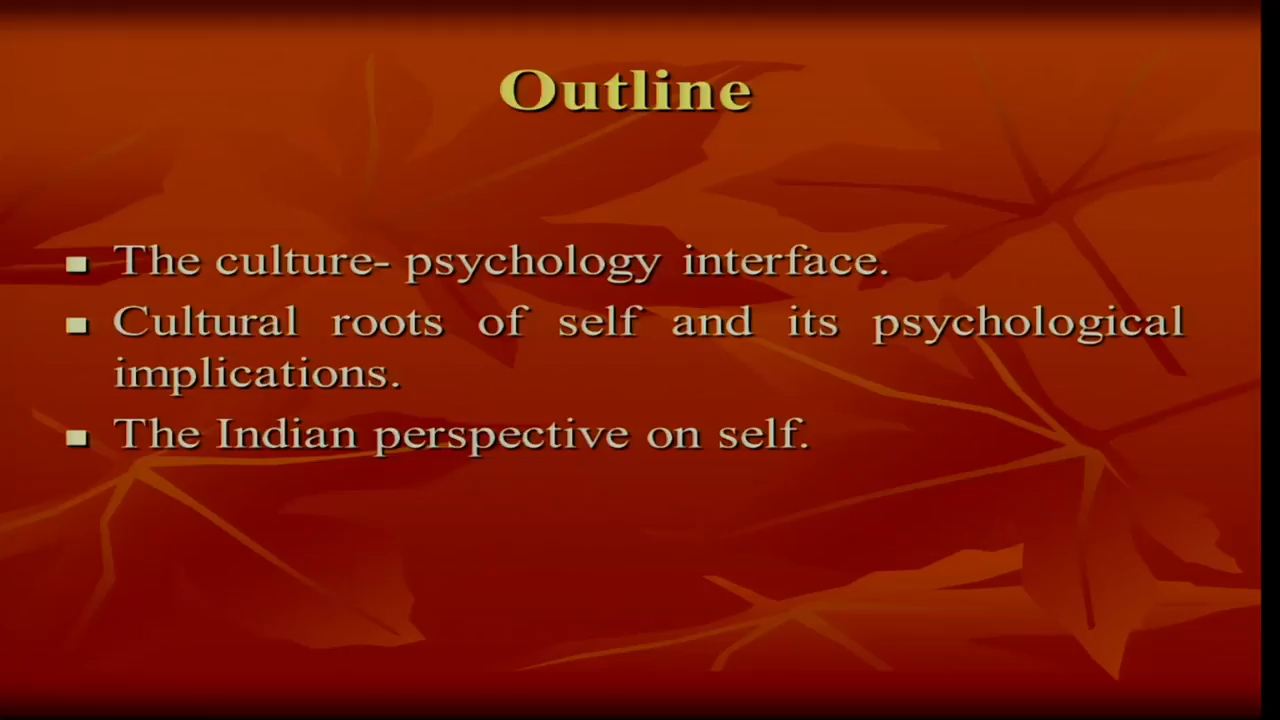 Outline
The culture- psychology interface.
Cultural roots of self and its psychological
implications.
The Indian perspective on self.